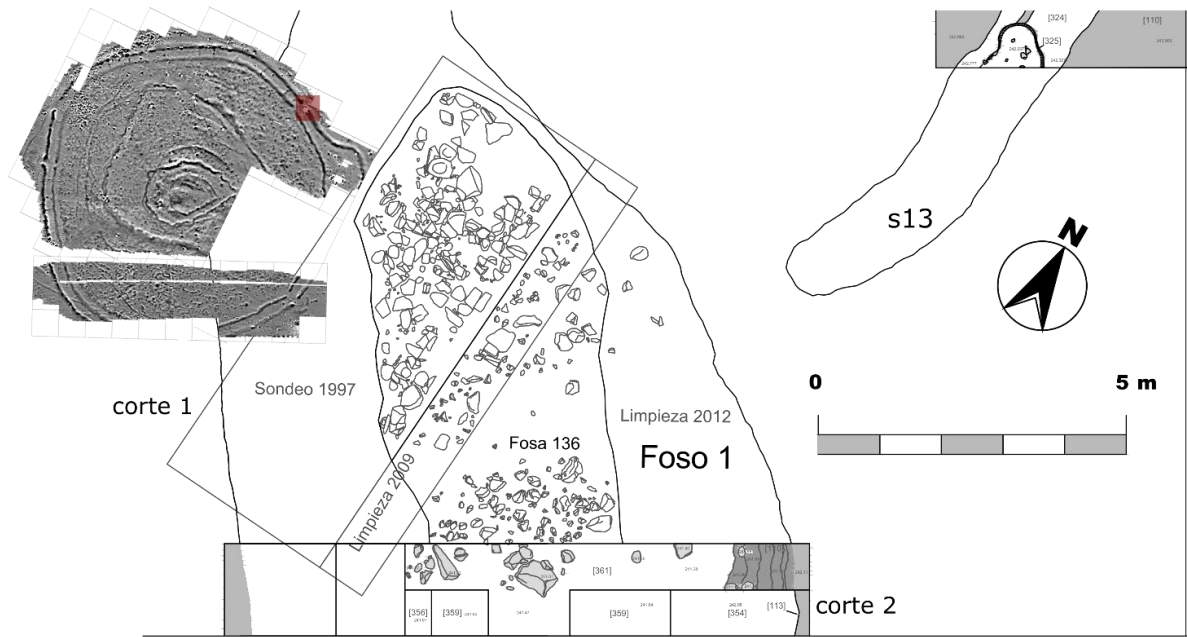 [324]
[110]
[325]
s13
N
0
5 m
Sondeo 1997
corte 1
Limpieza 2012
Fosa 136
Foso 1
Limpieza 2009
[361]
[356]
[359]
[359]
[354]
[113]
corte 2